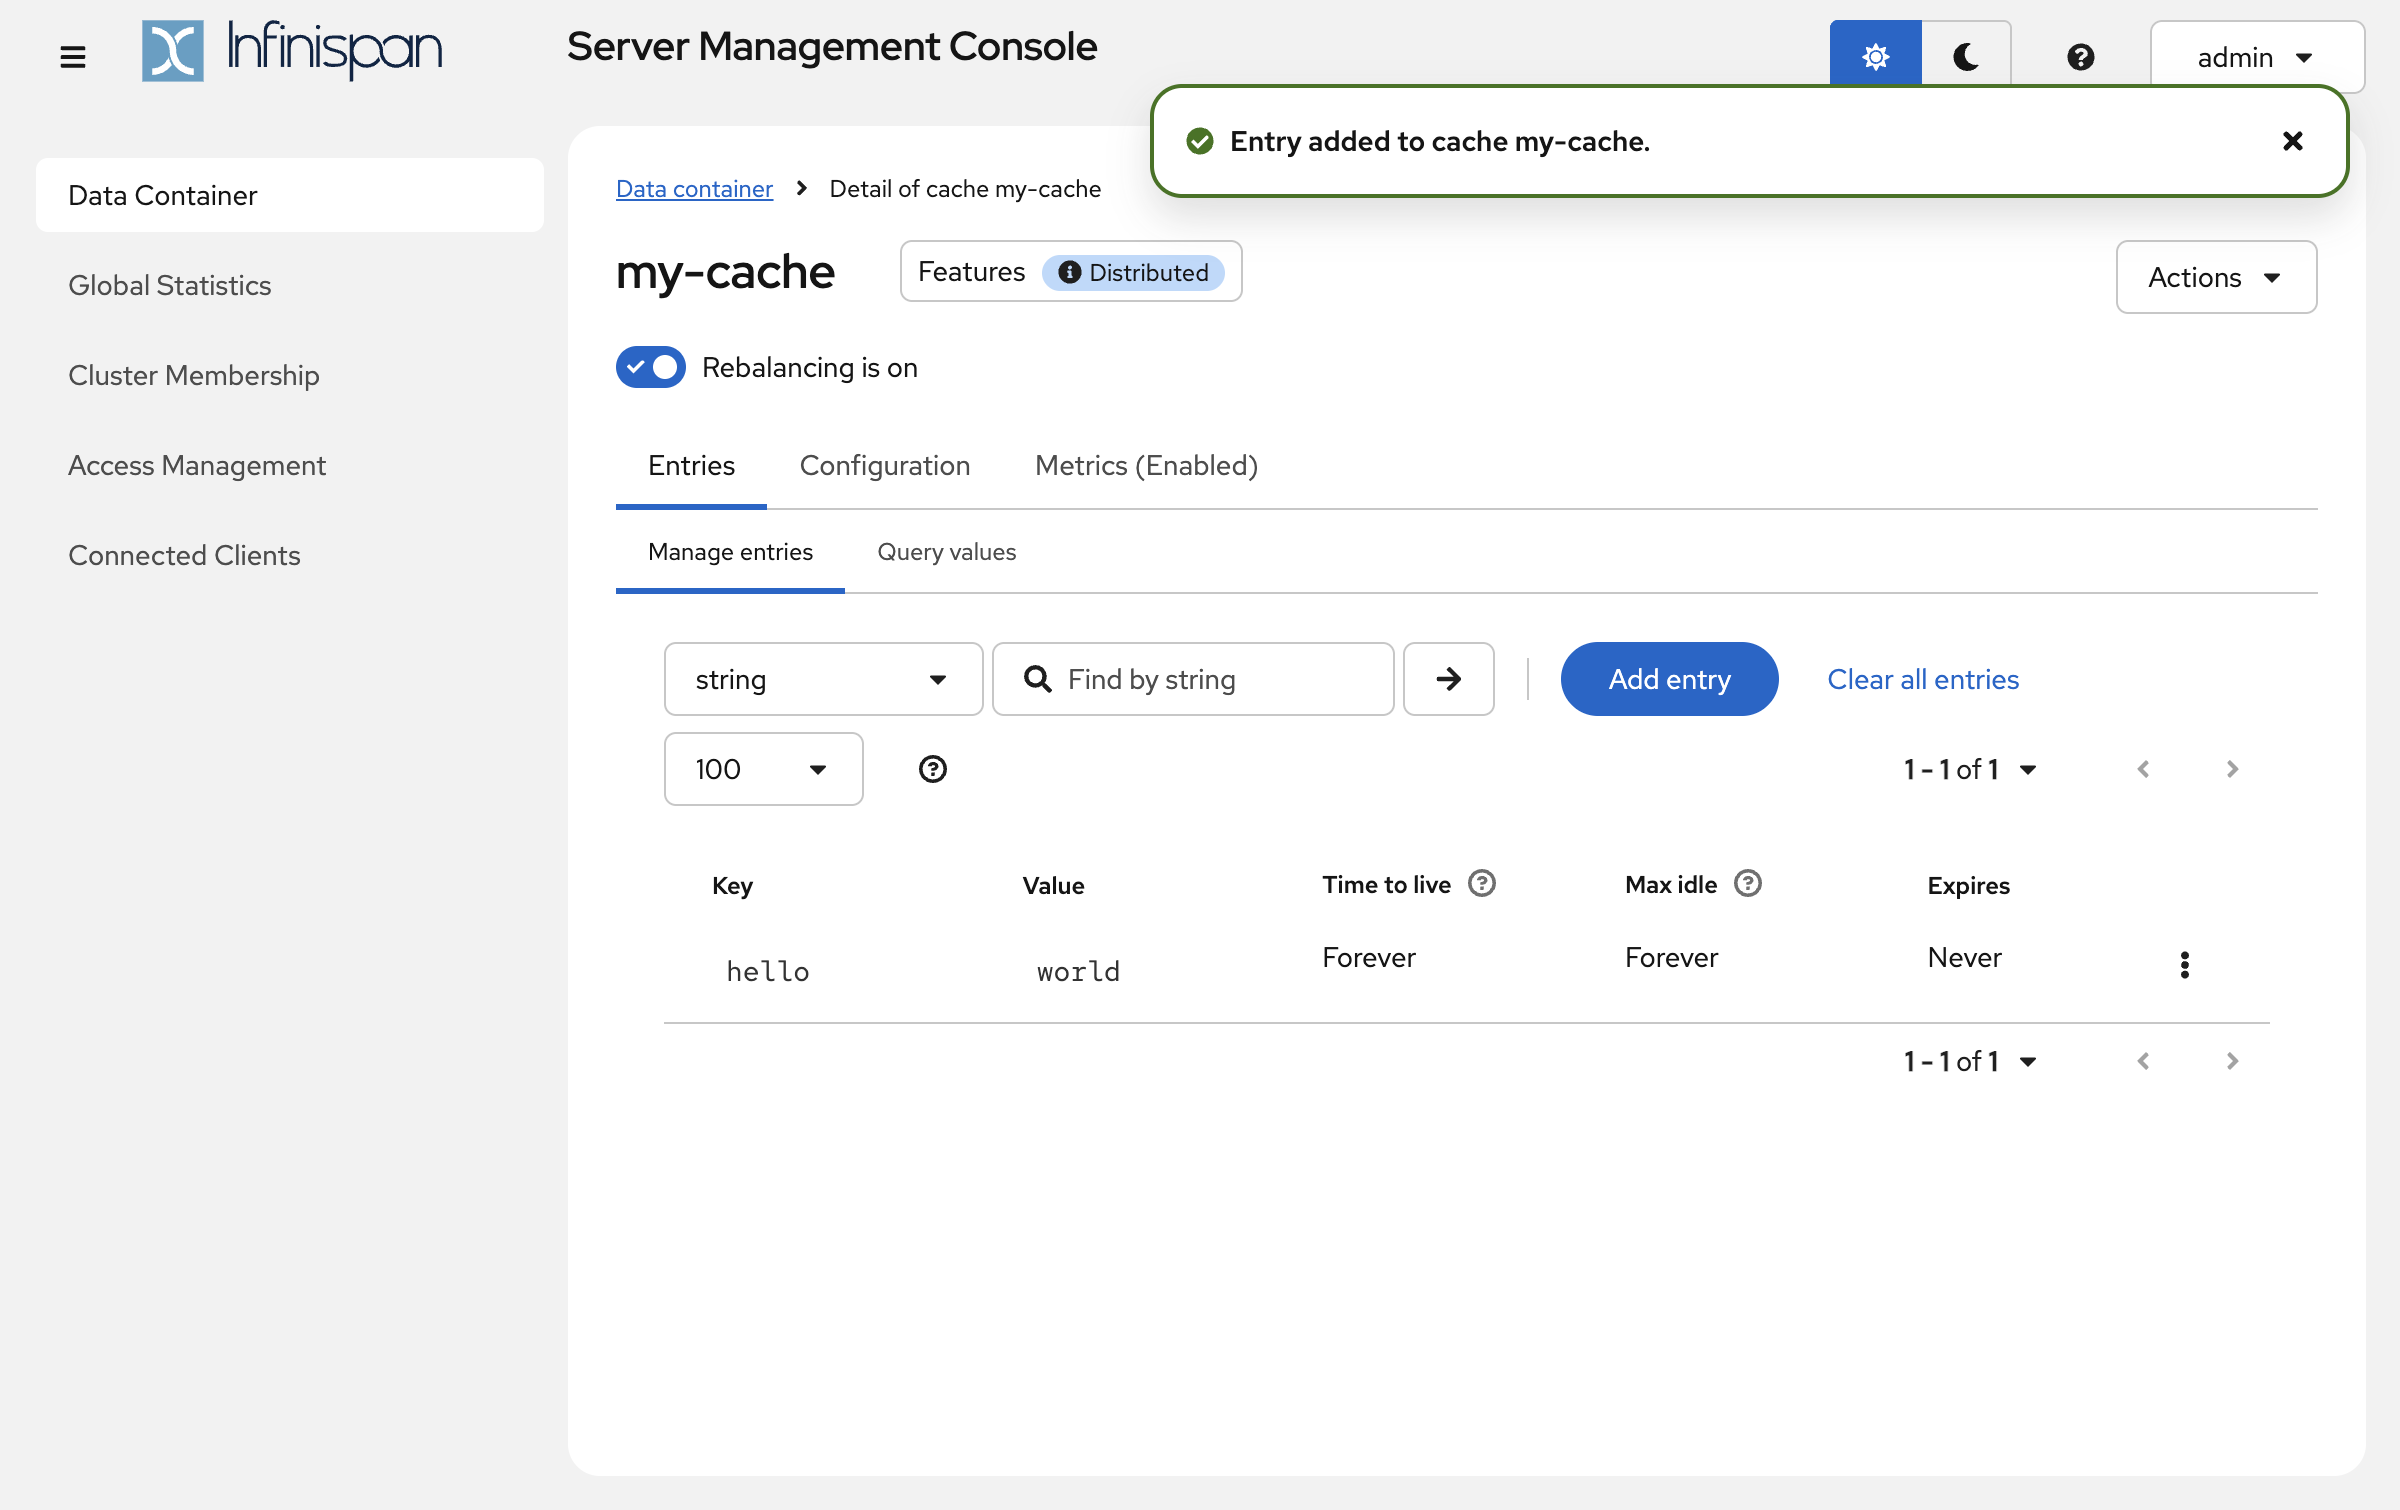 Infinispan
Server Management Console
admin
Entry added to cache my-cache.
Data Container
Global Statistics
Cluster Membership
Access Management
Connected Clients
Data container > Detail of cache my-cache
my-cache
Features Distributed
Actions
Rebalancing is on
Entries Configuration Metrics (Enabled)
Manage entries Query values
string Find by string Add entry Clear all entries
100 1 - 1 of 1
Key Value Time to live Max idle Expires
hello world Forever Forever Never
1 - 1 of 1